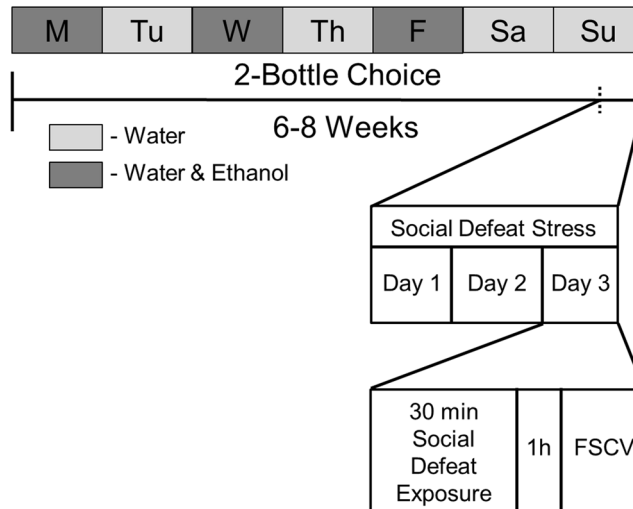 M Tu W Th F Sa Su
2-Bottle Choice
6-8 Weeks
- Water
- Water & Ethanol
Social Defeat Stress
Day 1 Day 2 Day 3
30 min
Social
Defeat
Exposure
1h
FSCV